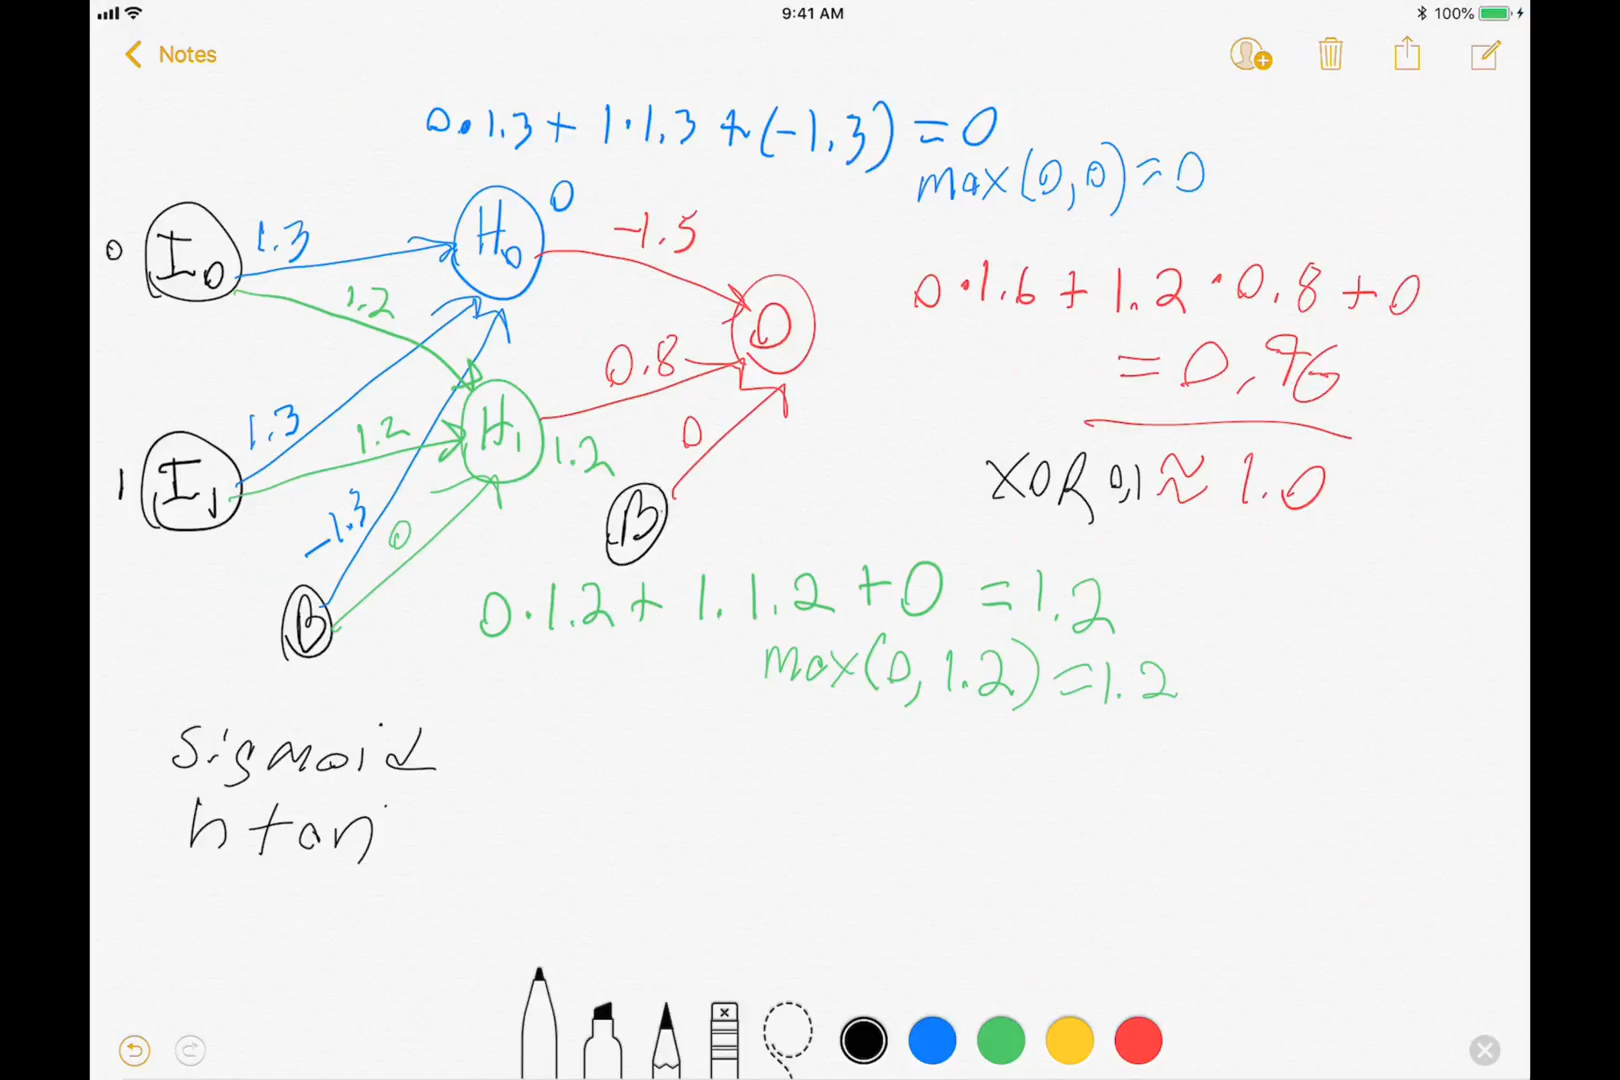 9:41 AM
100%
Notes
0·1.3 + 1·1.3 + (-1.3) = 0
max(0,0) = 0
0
I0
1.3
H0
0
-1.5
1.2
0·1.6 + 1.2·0.8 + 0
= 0.96
O
0.8
1.3
1
I1
1.2
H1
1.2
0
XOR 0,1 ≈ 1.0
-1.3
0
B
B
0·1.2 + 1.1.2 + 0 = 1.2
max(0, 1.2) = 1.2
Sigmoid
htan